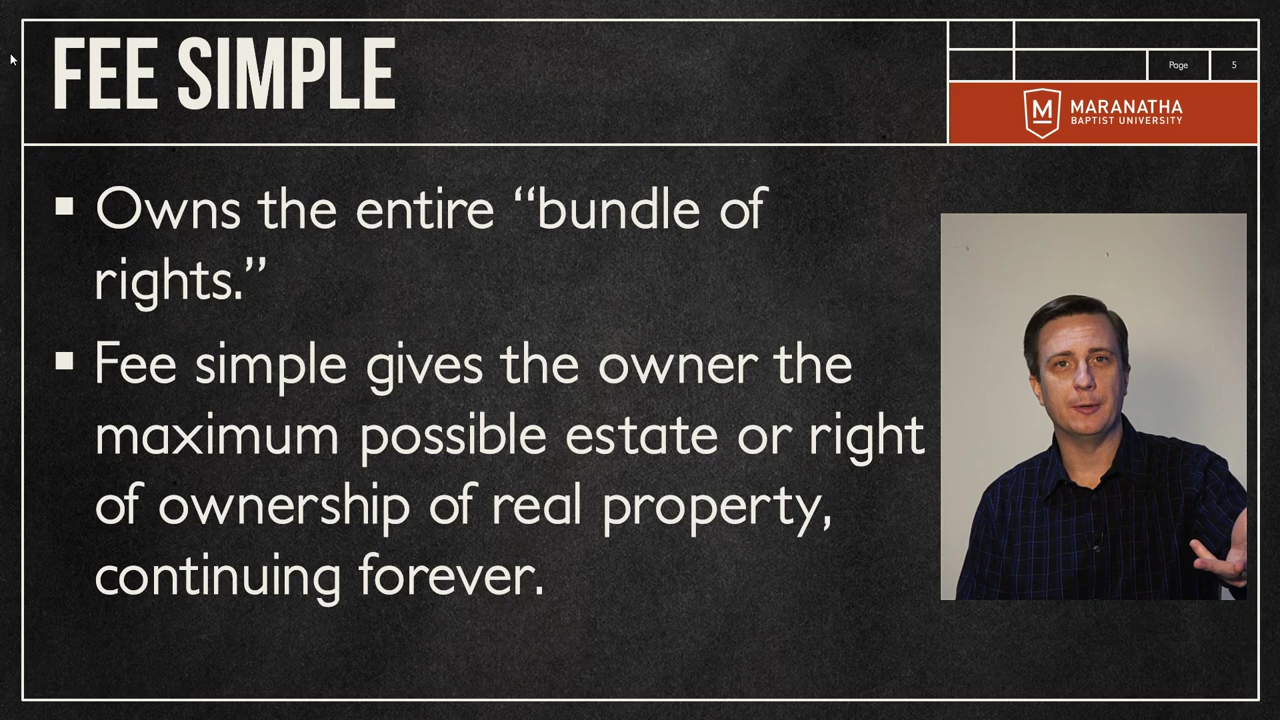 FEE SIMPLE
Page 5
M MARANATHA
BAPTIST UNIVERSITY
▪ Owns the entire “bundle of
rights.”
▪ Fee simple gives the owner the
maximum possible estate or right
of ownership of real property,
continuing forever.